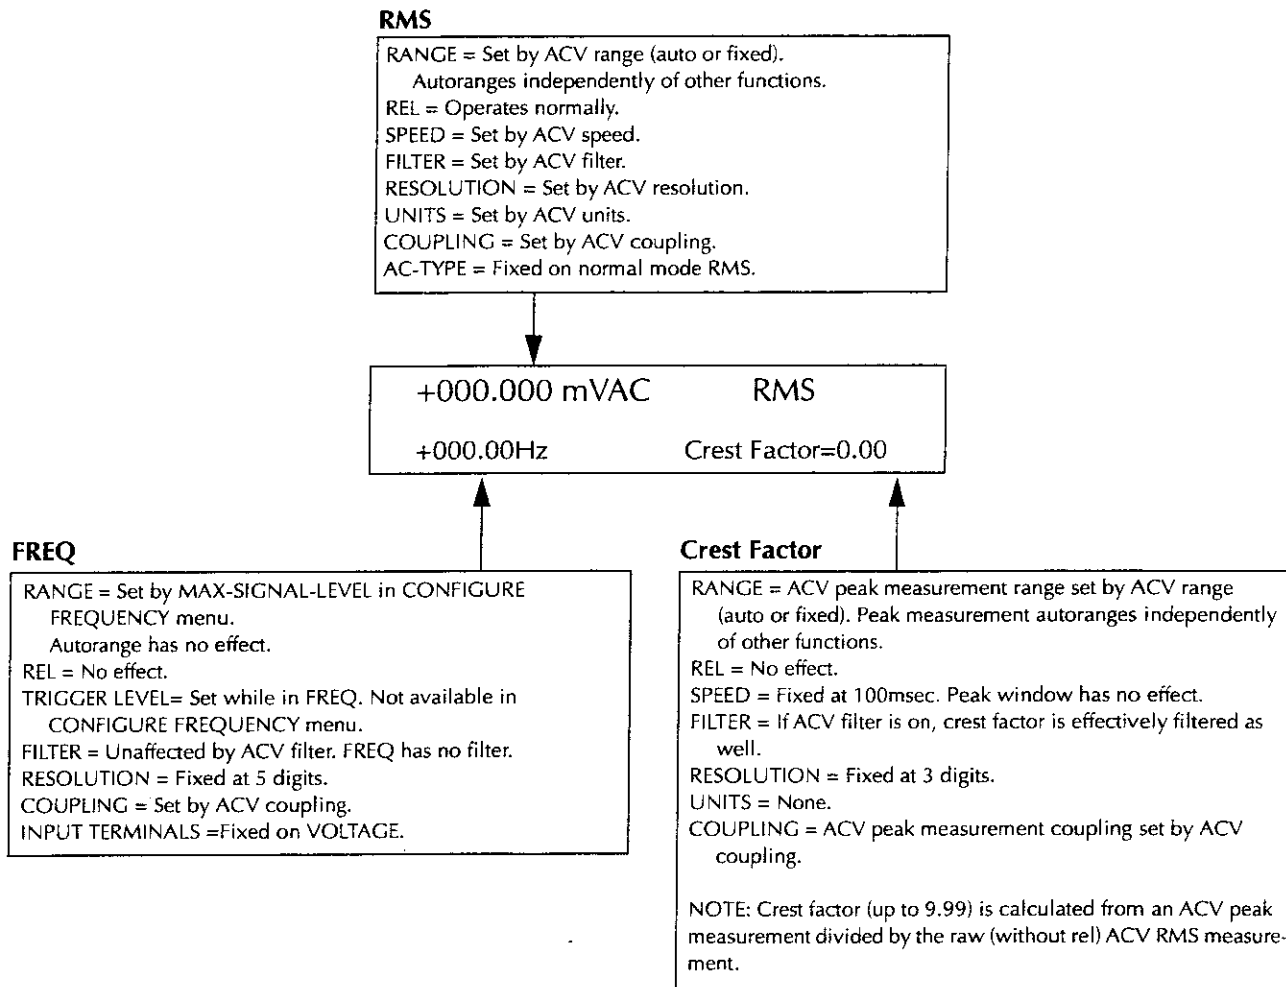 RMS
RANGE = Set by ACV range (auto or fixed).
Autoranges independently of other functions.
REL = Operates normally.
SPEED = Set by ACV speed.
FILTER = Set by ACV filter.
RESOLUTION = Set by ACV resolution.
UNITS = Set by ACV units.
COUPLING = Set by ACV coupling.
AC-TYPE = Fixed on normal mode RMS.
+000.000 mVAC RMS
+000.00Hz Crest Factor=0.00
FREQ
RANGE = Set by MAX-SIGNAL-LEVEL in CONFIGURE
FREQUENCY menu.
Autorange has no effect.
REL = No effect.
TRIGGER LEVEL= Set while in FREQ. Not available in
CONFIGURE FREQUENCY menu.
FILTER = Unaffected by ACV filter. FREQ has no filter.
RESOLUTION = Fixed at 5 digits.
COUPLING = Set by ACV coupling.
INPUT TERMINALS =Fixed on VOLTAGE.
Crest Factor
RANGE = ACV peak measurement range set by ACV range
(auto or fixed). Peak measurement autoranges independently
of other functions.
REL = No effect.
SPEED = Fixed at 100msec. Peak window has no effect.
FILTER = If ACV filter is on, crest factor is effectively filtered as
well.
RESOLUTION = Fixed at 3 digits.
UNITS = None.
COUPLING = ACV peak measurement coupling set by ACV
coupling.
NOTE: Crest factor (up to 9.99) is calculated from an ACV peak
measurement divided by the raw (without rel) ACV RMS measure-
ment.